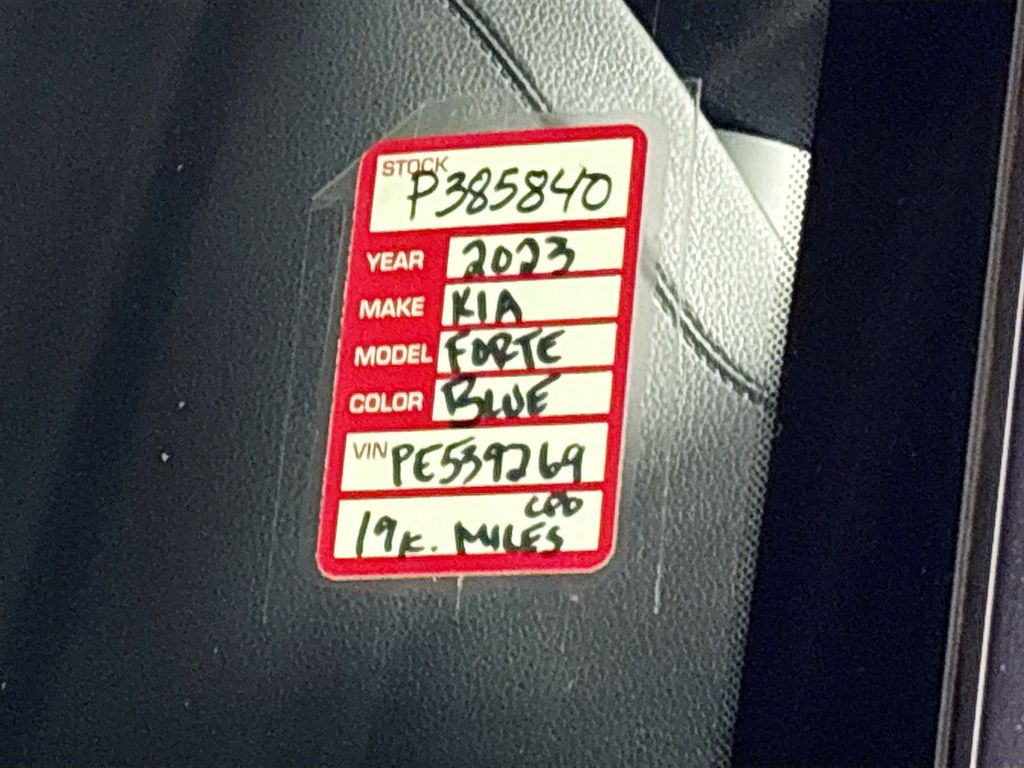 STOCK
P385840
YEAR 2023
MAKE KIA
MODEL FORTE
COLOR BLUE
VIN PE539269
CPO
19K. MILES